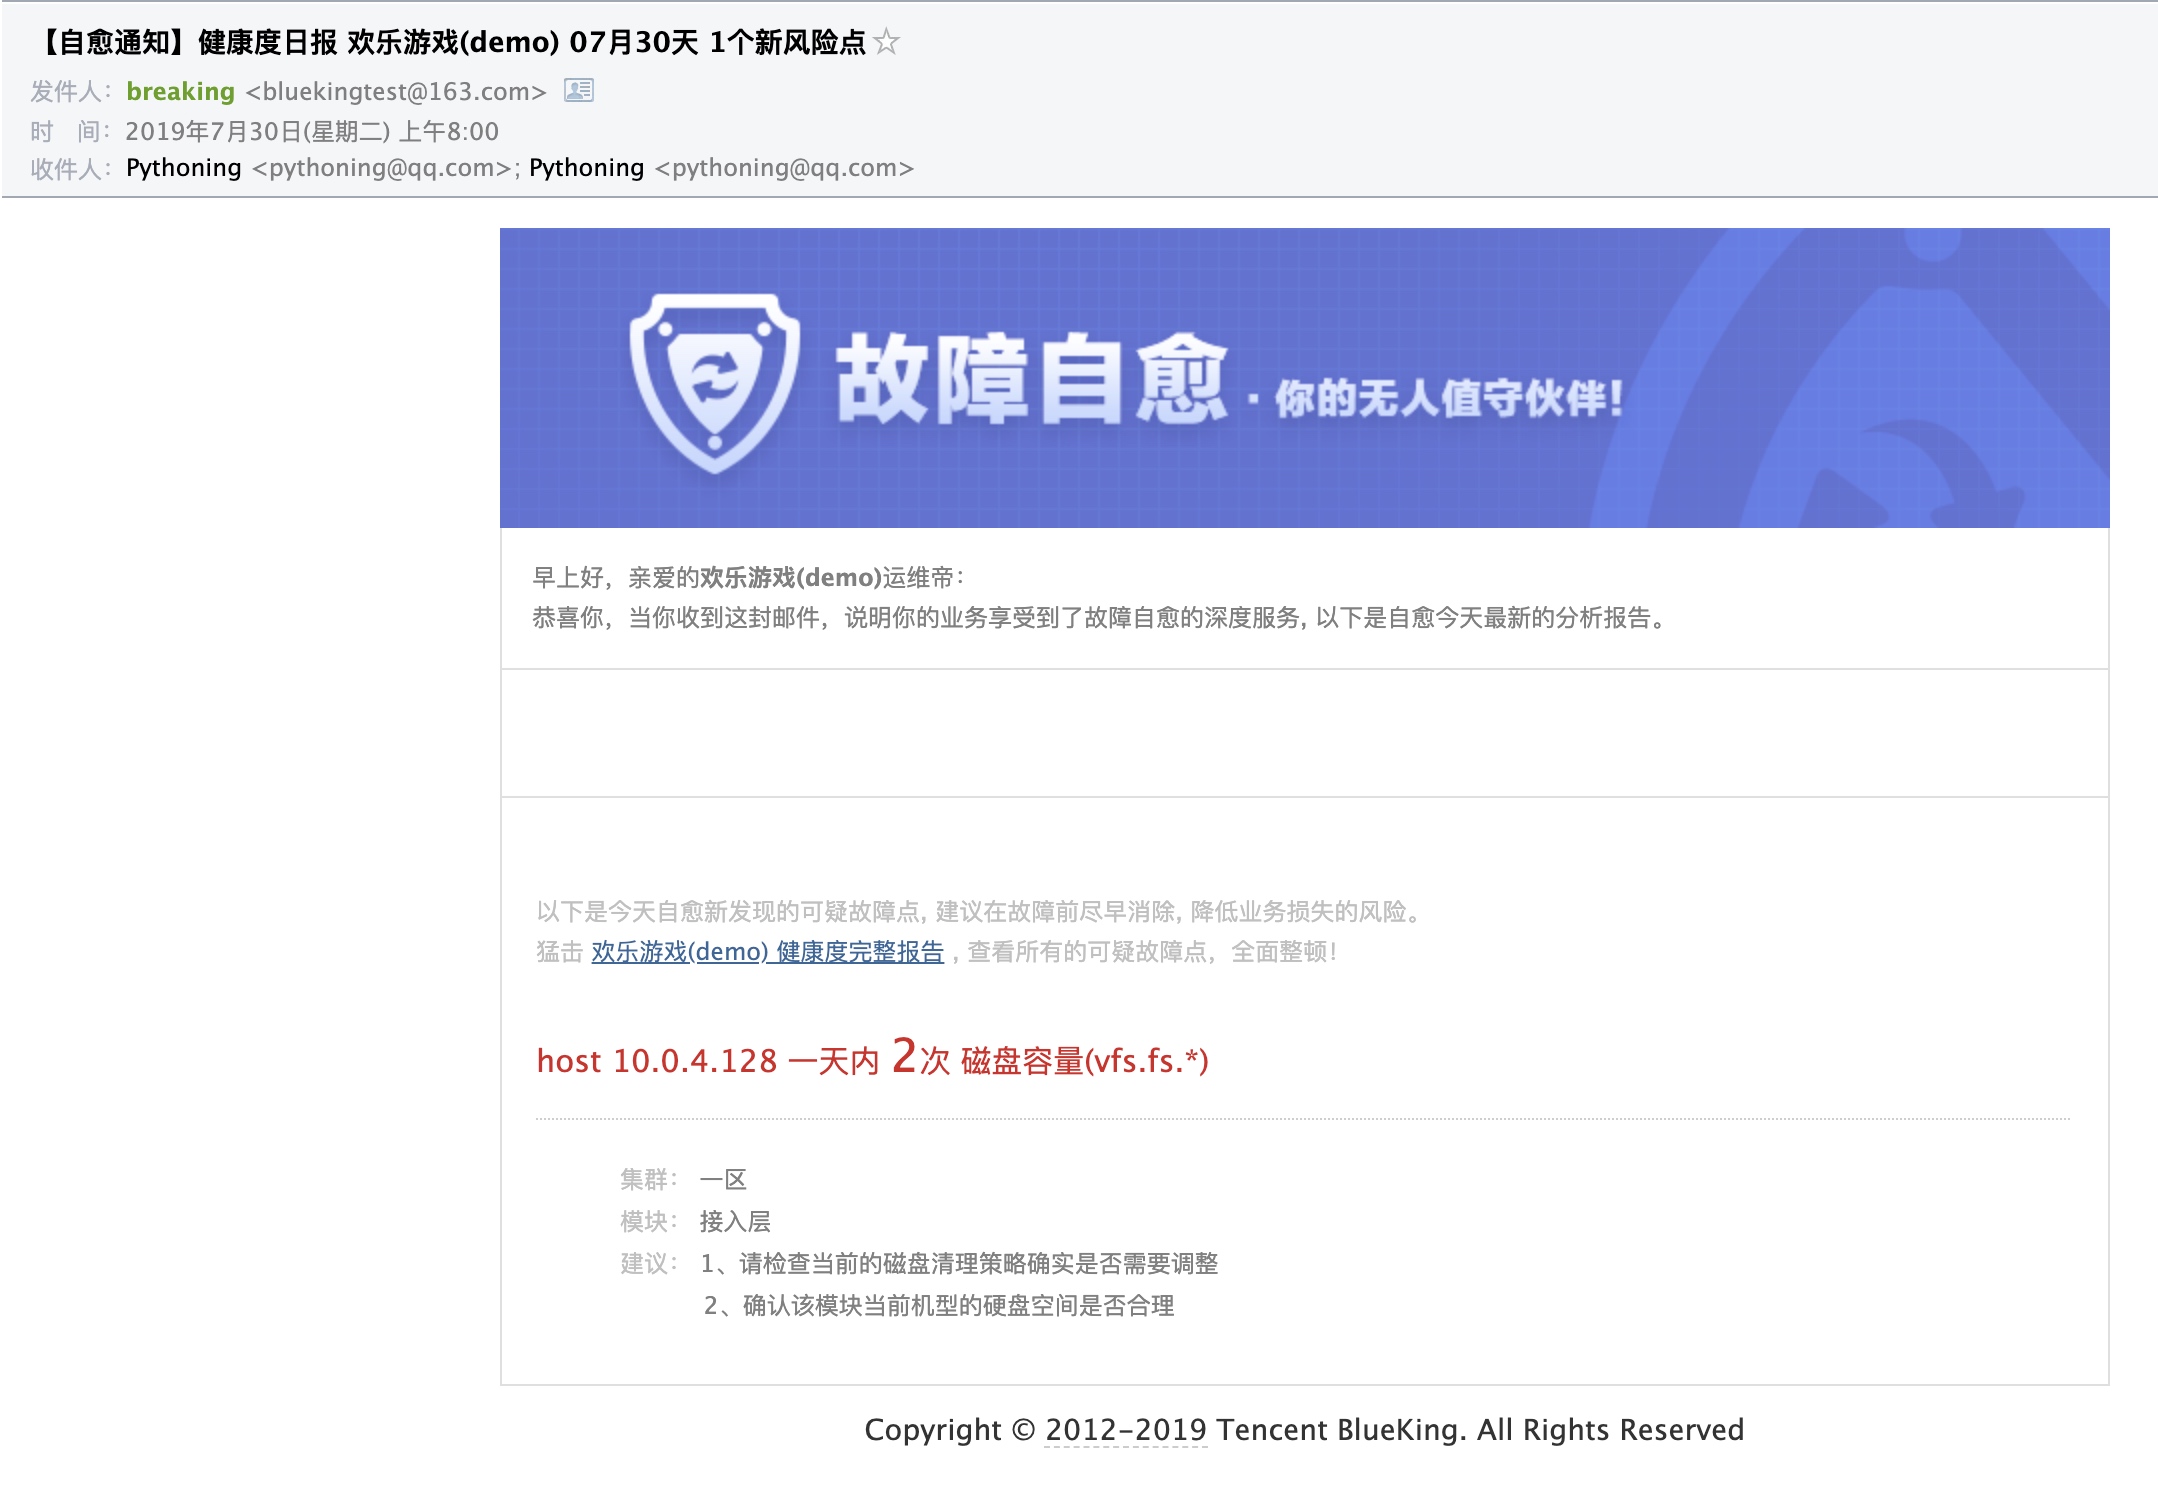 【自愈通知】健康度日报 欢乐游戏(demo) 07月30天 1个新风险点
发件人：breaking <bluekingtest@163.com>
时 间：2019年7月30日(星期二) 上午8:00
收件人：Pythoning <pythoning@qq.com>; Pythoning <pythoning@qq.com>
故障自愈 · 你的无人值守伙伴!
早上好，亲爱的欢乐游戏(demo)运维帝：
恭喜你，当你收到这封邮件，说明你的业务享受到了故障自愈的深度服务, 以下是自愈今天最新的分析报告。
以下是今天自愈新发现的可疑故障点, 建议在故障前尽早消除, 降低业务损失的风险。
猛击 欢乐游戏(demo) 健康度完整报告 , 查看所有的可疑故障点，全面整顿！
host 10.0.4.128 一天内 2次 磁盘容量(vfs.fs.*)
集群： 一区
模块： 接入层
建议： 1、请检查当前的磁盘清理策略确实是否需要调整
2、确认该模块当前机型的硬盘空间是否合理
Copyright © 2012-2019 Tencent BlueKing. All Rights Reserved